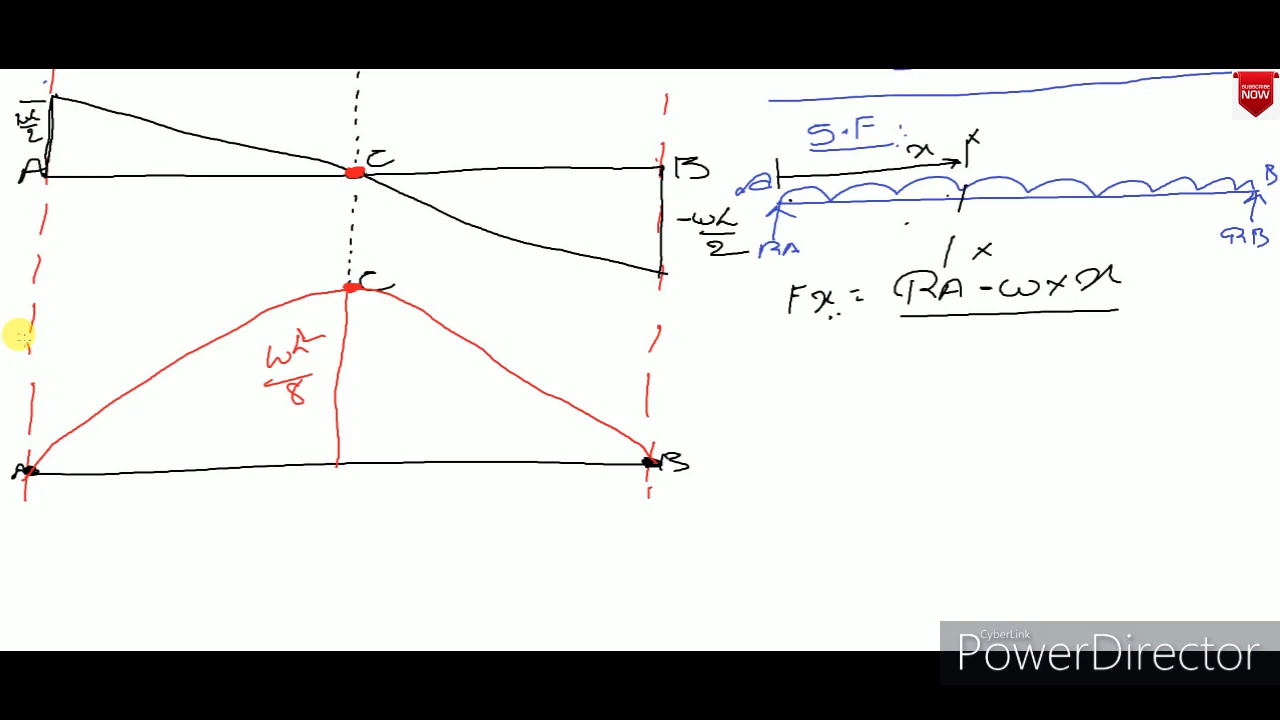 SUBSCRIBE
NOW
S.F :
x
X
a
B
RA
RB
X
Fx = RA - w x x
wL
2
A
C
B
-wL
2
C
wL²
8
A
B
CyberLink
PowerDirector